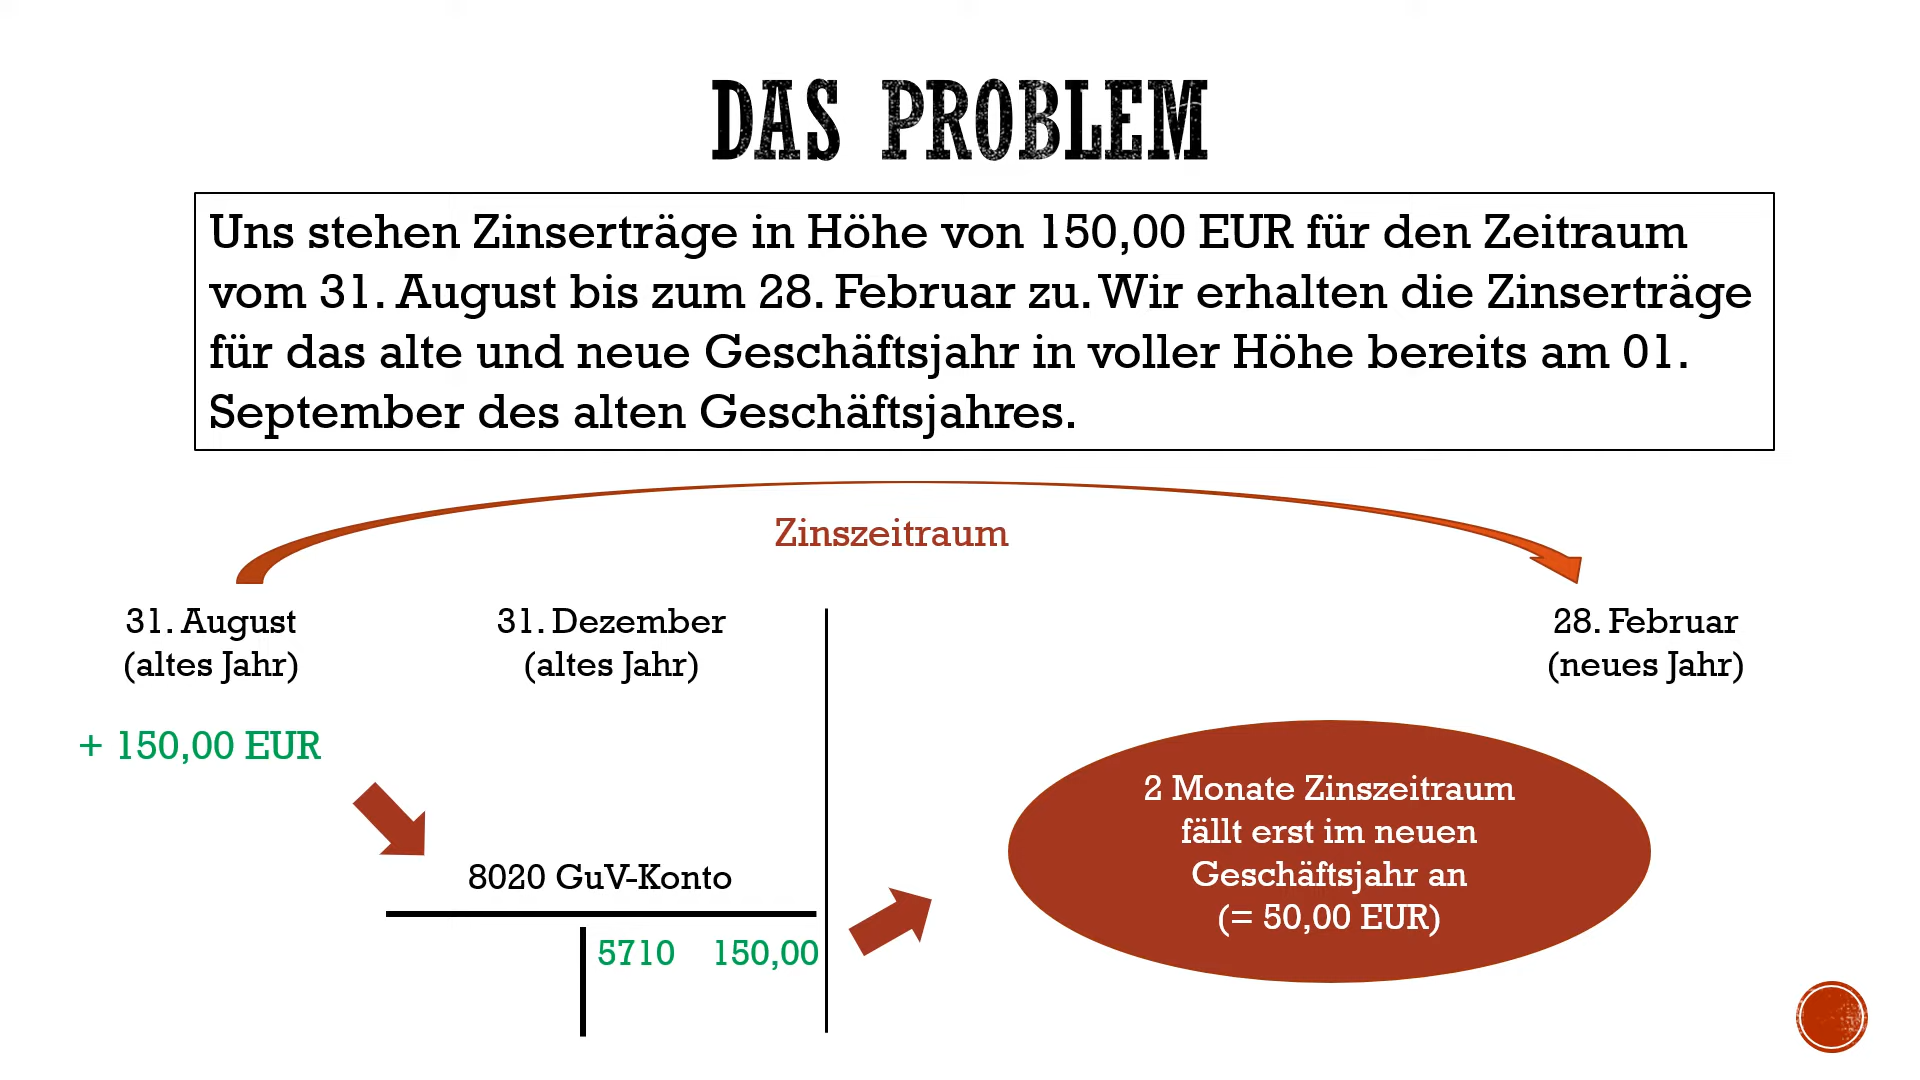 DAS PROBLEM
Uns stehen Zinserträge in Höhe von 150,00 EUR für den Zeitraum
vom 31. August bis zum 28. Februar zu. Wir erhalten die Zinserträge
für das alte und neue Geschäftsjahr in voller Höhe bereits am 01.
September des alten Geschäftsjahres.
Zinszeitraum
31. August
(altes Jahr)
31. Dezember
(altes Jahr)
28. Februar
(neues Jahr)
+ 150,00 EUR
8020 GuV-Konto
5710 150,00
2 Monate Zinszeitraum
fällt erst im neuen
Geschäftsjahr an
(= 50,00 EUR)